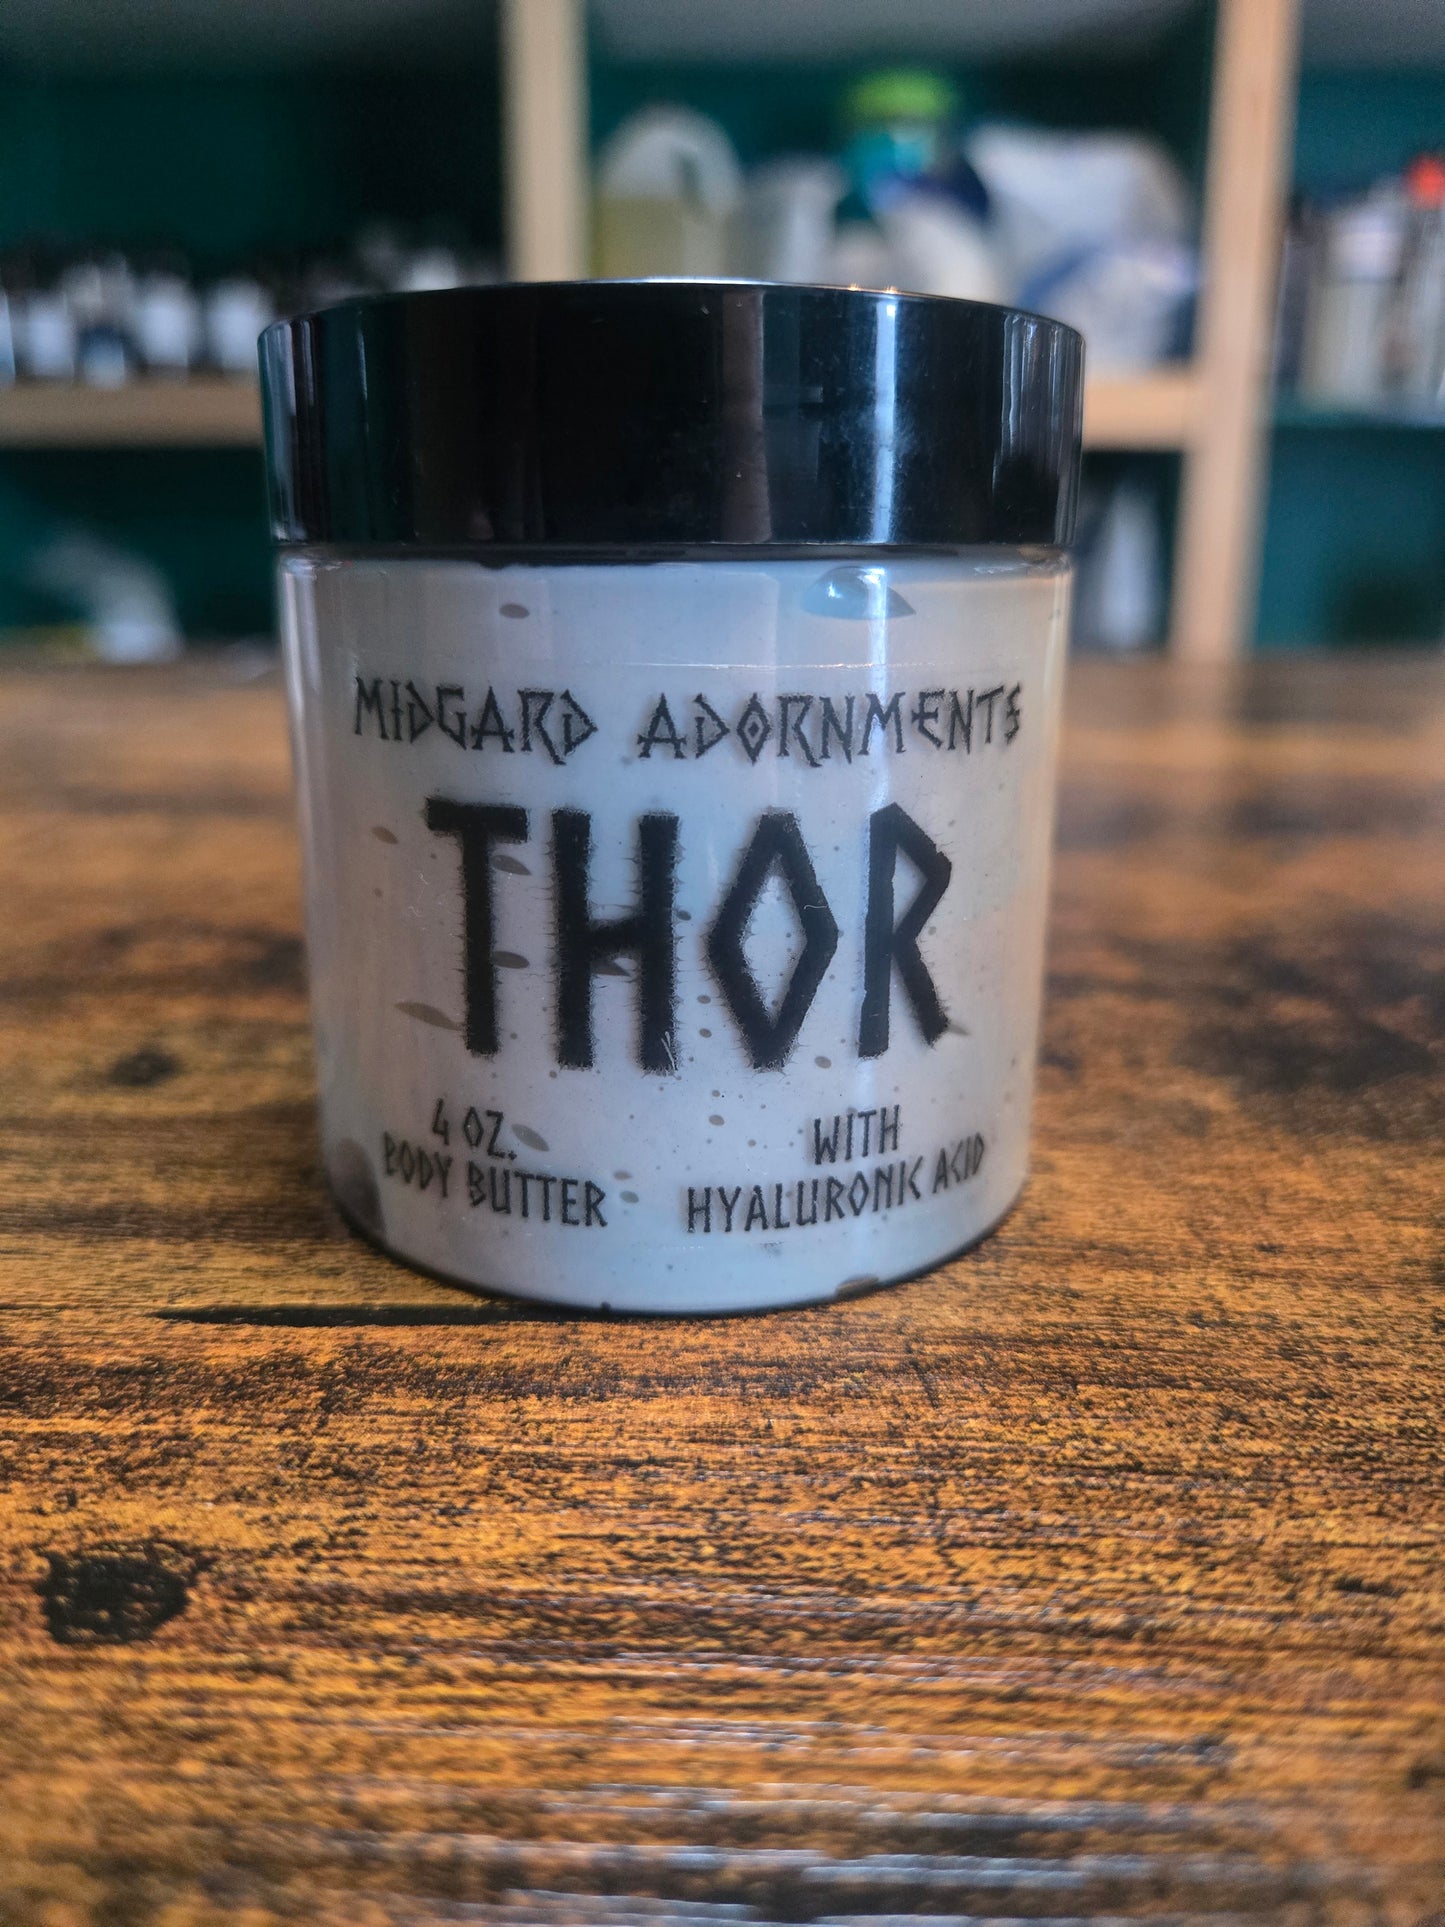 MIDGARD ADORNMENTS
THOR
4 OZ.
BODY BUTTER
WITH
HYALURONIC ACID